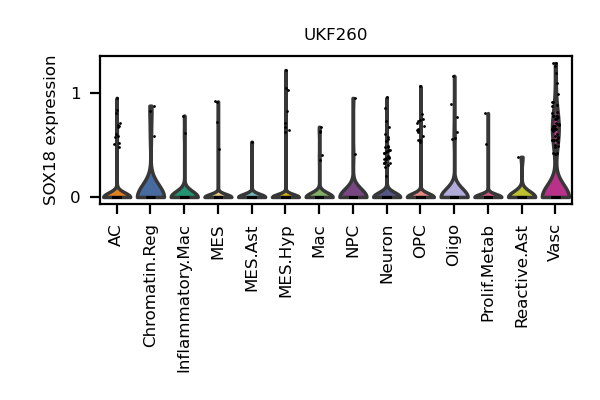 UKF260
SOX18 expression
1
0
AC
Chromatin.Reg
Inflammatory.Mac
MES
MES.Ast
MES.Hyp
Mac
NPC
Neuron
OPC
Oligo
Prolif.Metab
Reactive.Ast
Vasc